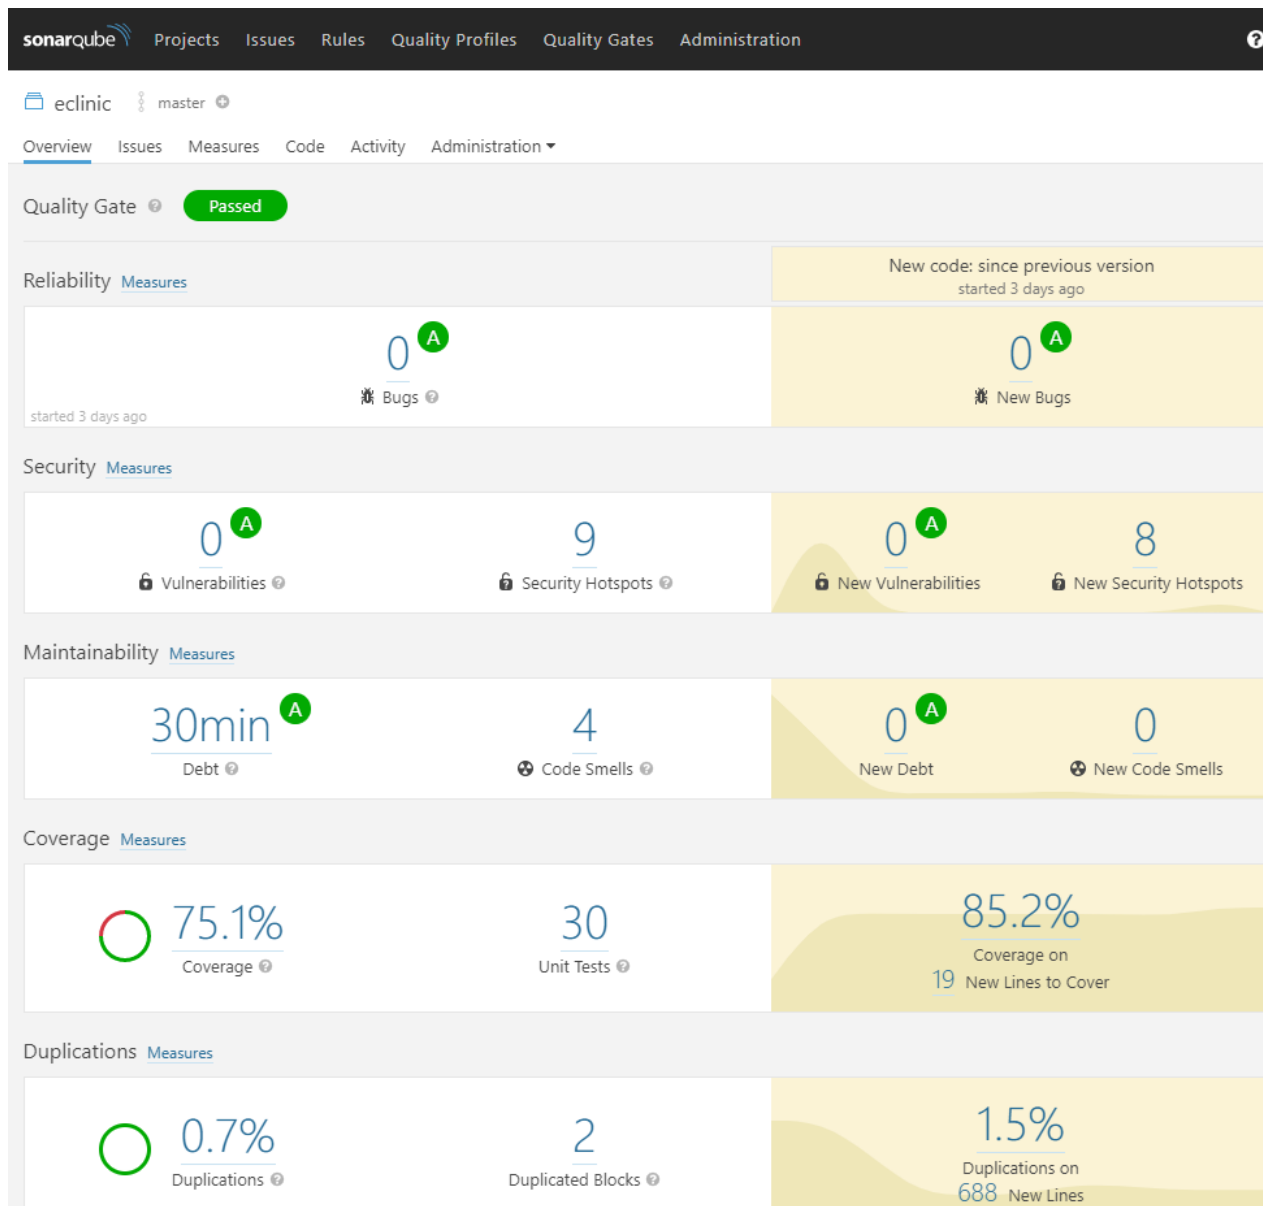 sonarqube Projects Issues Rules Quality Profiles Quality Gates Administration ?
eclinic master
Overview Issues Measures Code Activity Administration
Quality Gate ? Passed
New code: since previous version
started 3 days ago
Reliability Measures
0 A
Bugs ?
started 3 days ago
0 A
New Bugs
Security Measures
0 A
Vulnerabilities ?
9
Security Hotspots ?
0 A
New Vulnerabilities
8
New Security Hotspots
Maintainability Measures
30min A
Debt ?
4
Code Smells ?
0 A
New Debt
0
New Code Smells
Coverage Measures
75.1%
Coverage ?
30
Unit Tests ?
85.2%
Coverage on
19 New Lines to Cover
Duplications Measures
0.7%
Duplications ?
2
Duplicated Blocks ?
1.5%
Duplications on
688 New Lines